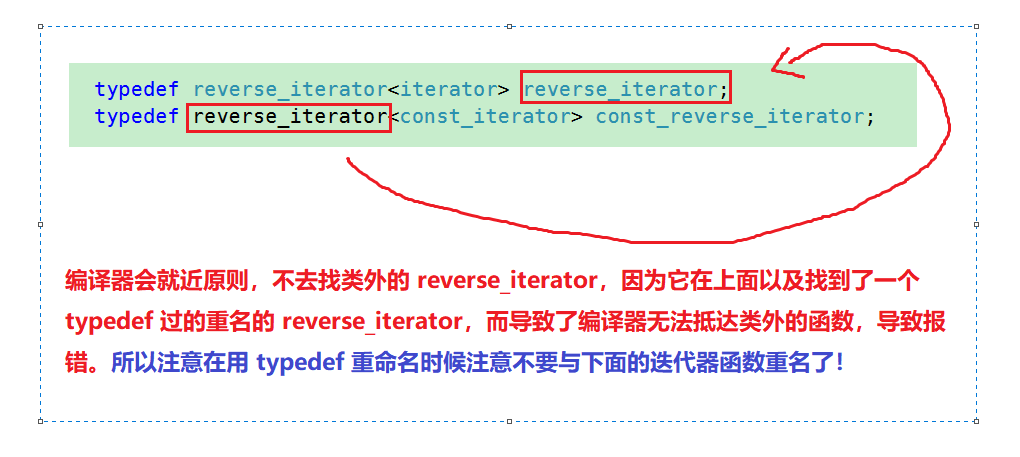 typedef reverse_iterator<iterator> reverse_iterator;
typedef reverse_iterator<const_iterator> const_reverse_iterator;
编译器会就近原则，不去找类外的 reverse_iterator，因为它在上面以及找到了一个
typedef 过的重名的 reverse_iterator，而导致了编译器无法抵达类外的函数，导致报
错。所以注意在用 typedef 重命名时候注意不要与下面的迭代器函数重名了！